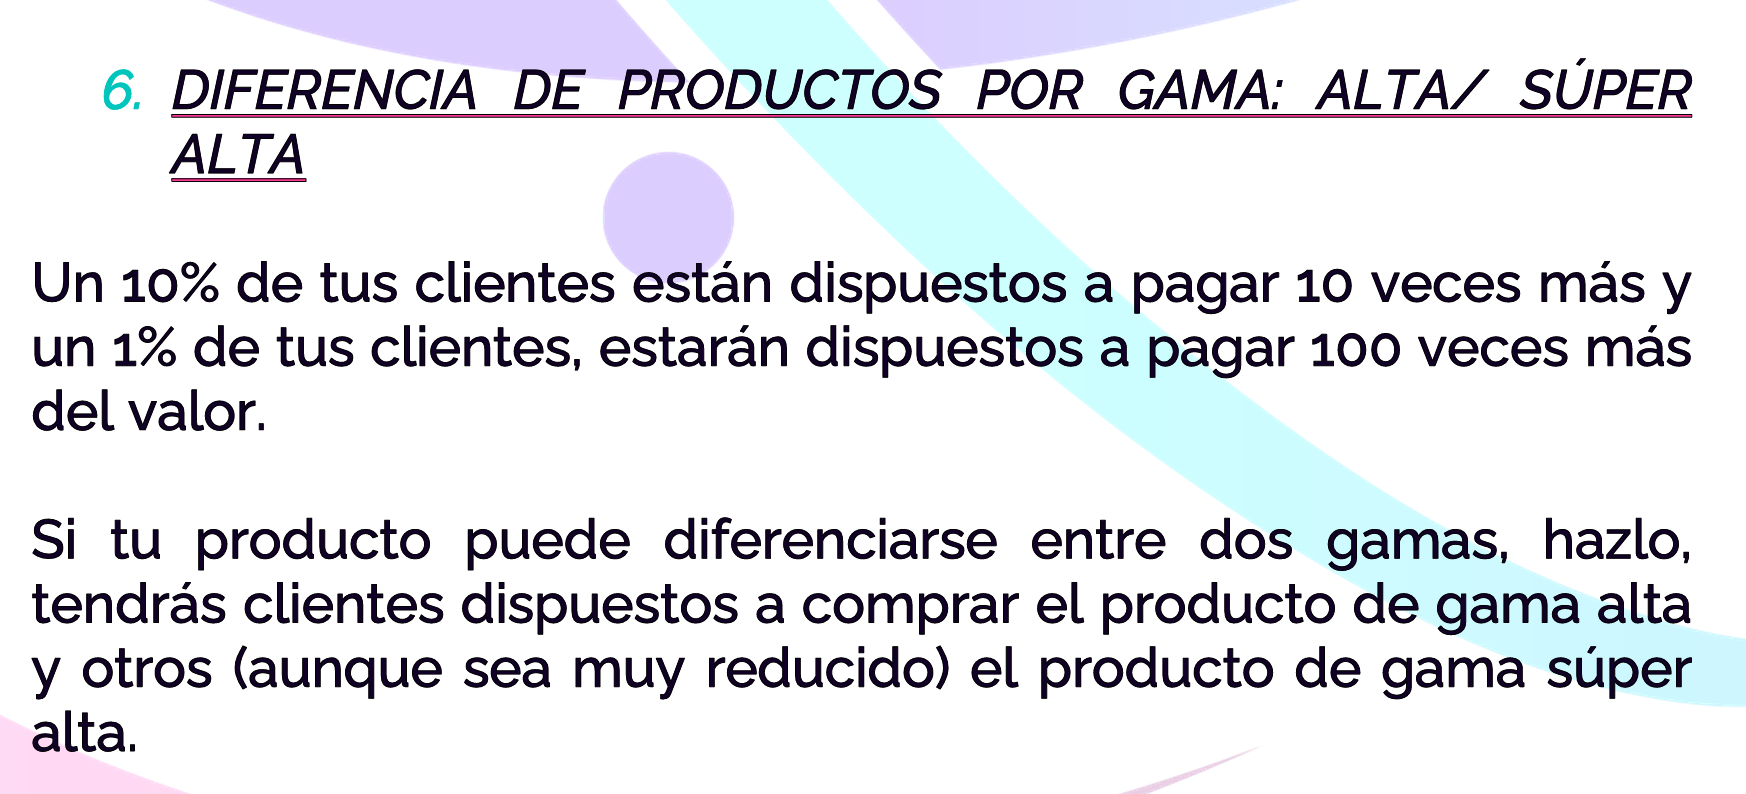 6. DIFERENCIA DE PRODUCTOS POR GAMA: ALTA/ SÚPER
ALTA
Un 10% de tus clientes están dispuestos a pagar 10 veces más y
un 1% de tus clientes, estarán dispuestos a pagar 100 veces más
del valor.
Si tu producto puede diferenciarse entre dos gamas, hazlo,
tendrás clientes dispuestos a comprar el producto de gama alta
y otros (aunque sea muy reducido) el producto de gama súper
alta.